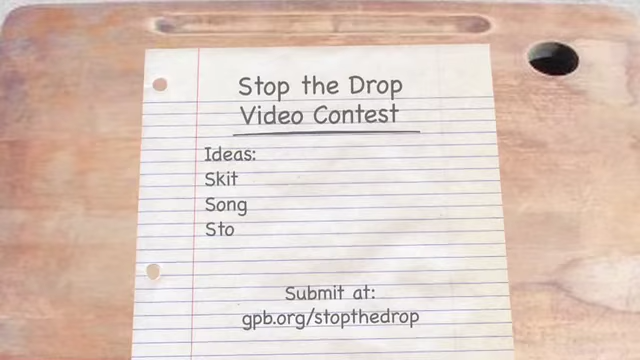 Stop the Drop
Video Contest
Ideas:
Skit
Song
Sto
Submit at:
gpb.org/stopthedrop